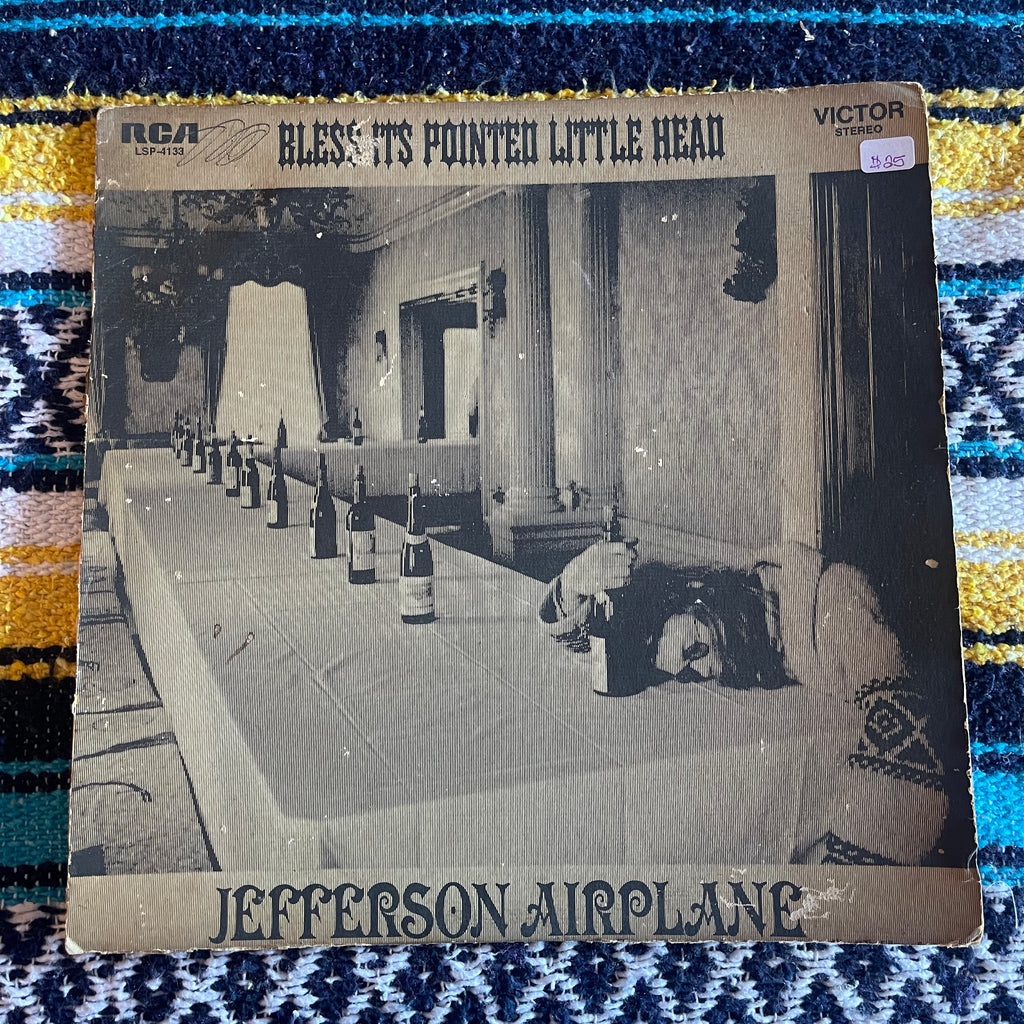 RCA
LSP-4133
BLESS ITS POINTED LITTLE HEAD
VICTOR
STEREO
$25
JEFFERSON AIRPLANE